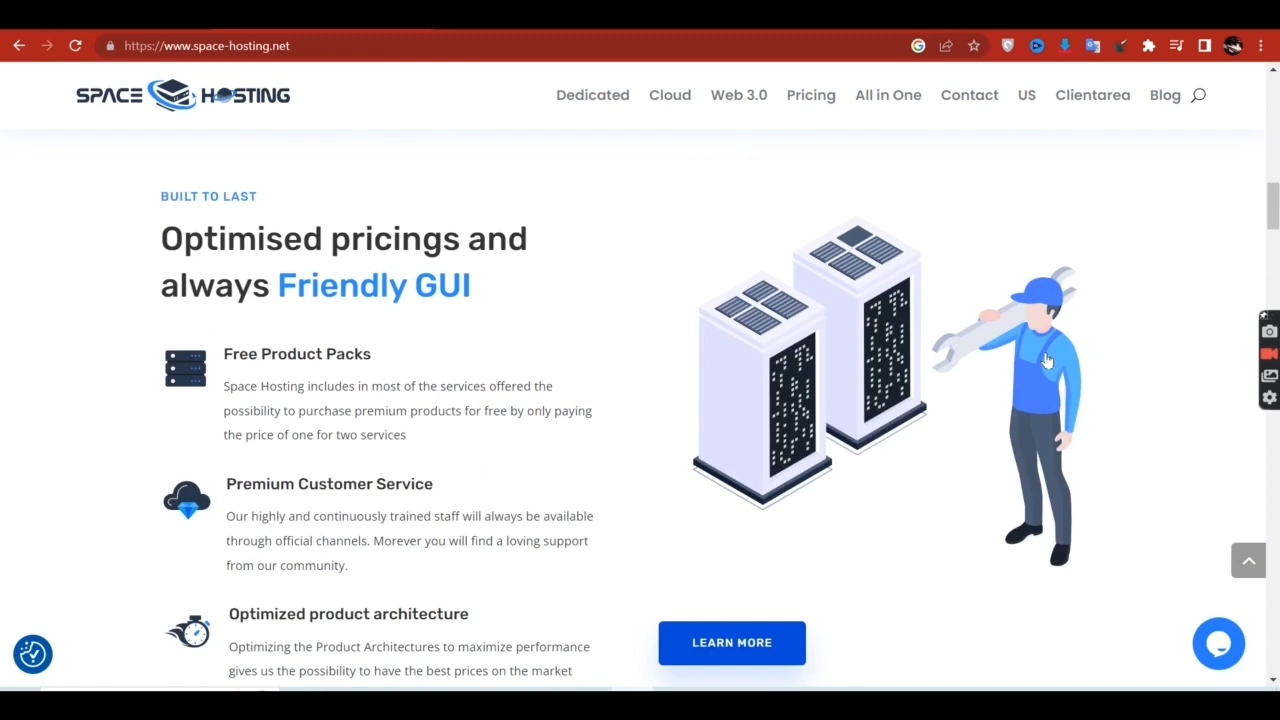 https://www.space-hosting.net
SPACE HOSTING
Dedicated
Cloud
Web 3.0
Pricing
All in One
Contact
US
Clientarea
Blog
BUILT TO LAST
Optimised pricings and
always Friendly GUI
Free Product Packs
Space Hosting includes in most of the services offered the
possibility to purchase premium products for free by only paying
the price of one for two services
Premium Customer Service
Our highly and continuously trained staff will always be available
through official channels. Morever you will find a loving support
from our community.
Optimized product architecture
Optimizing the Product Architectures to maximize performance
gives us the possibility to have the best prices on the market
LEARN MORE